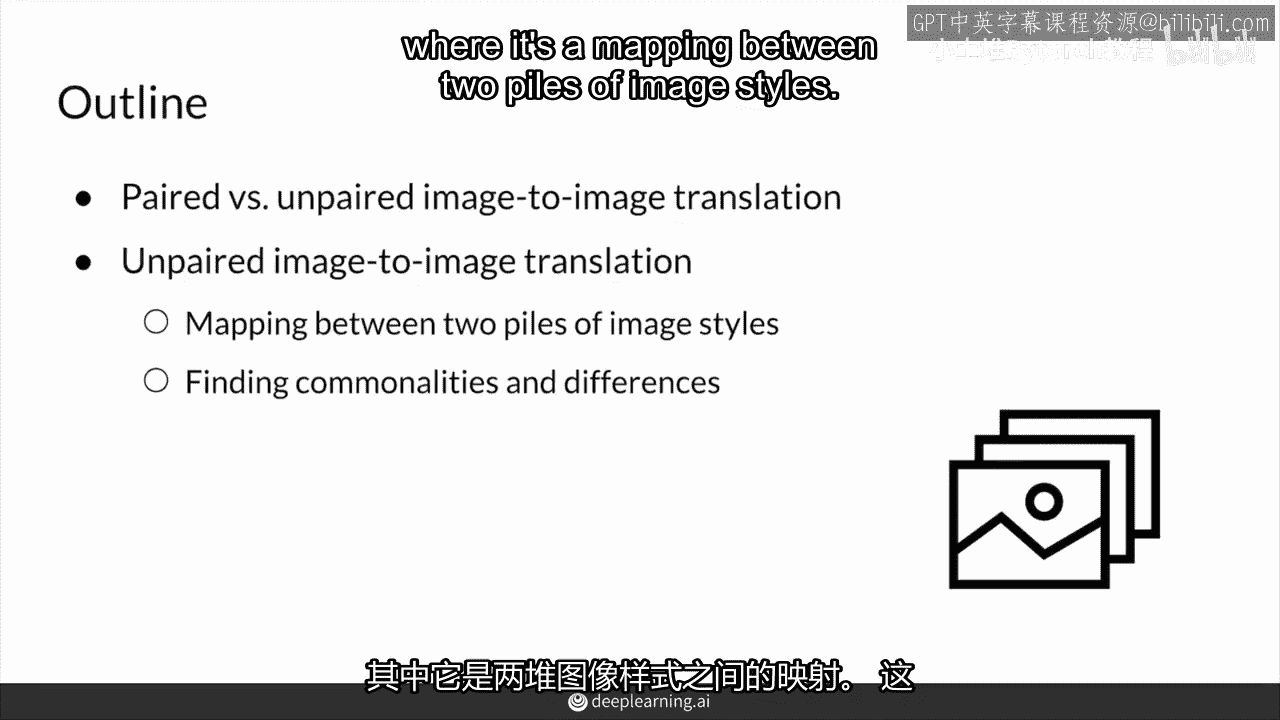 GPT中英字幕课程资源@bilibili.com
where it's a mapping between
two piles of image styles.
Outline
● Paired vs. unpaired image-to-image translation
● Unpaired image-to-image translation
○ Mapping between two piles of image styles
○ Finding commonalities and differences
其中它是两堆图像样式之间的映射。 这
deeplearning.ai